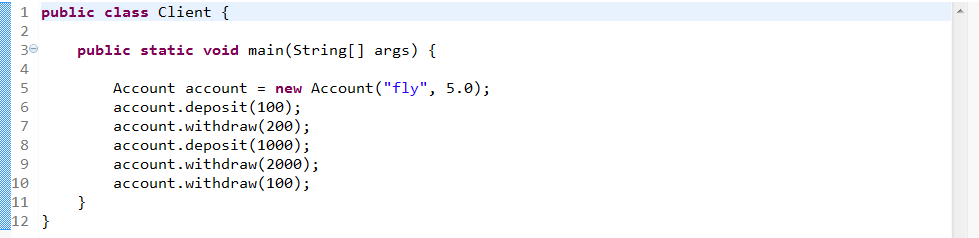 1 public class Client {
2
3 public static void main(String[] args) {
4
5 Account account = new Account("fly", 5.0);
6 account.deposit(100);
7 account.withdraw(200);
8 account.deposit(1000);
9 account.withdraw(2000);
10 account.withdraw(100);
11 }
12 }